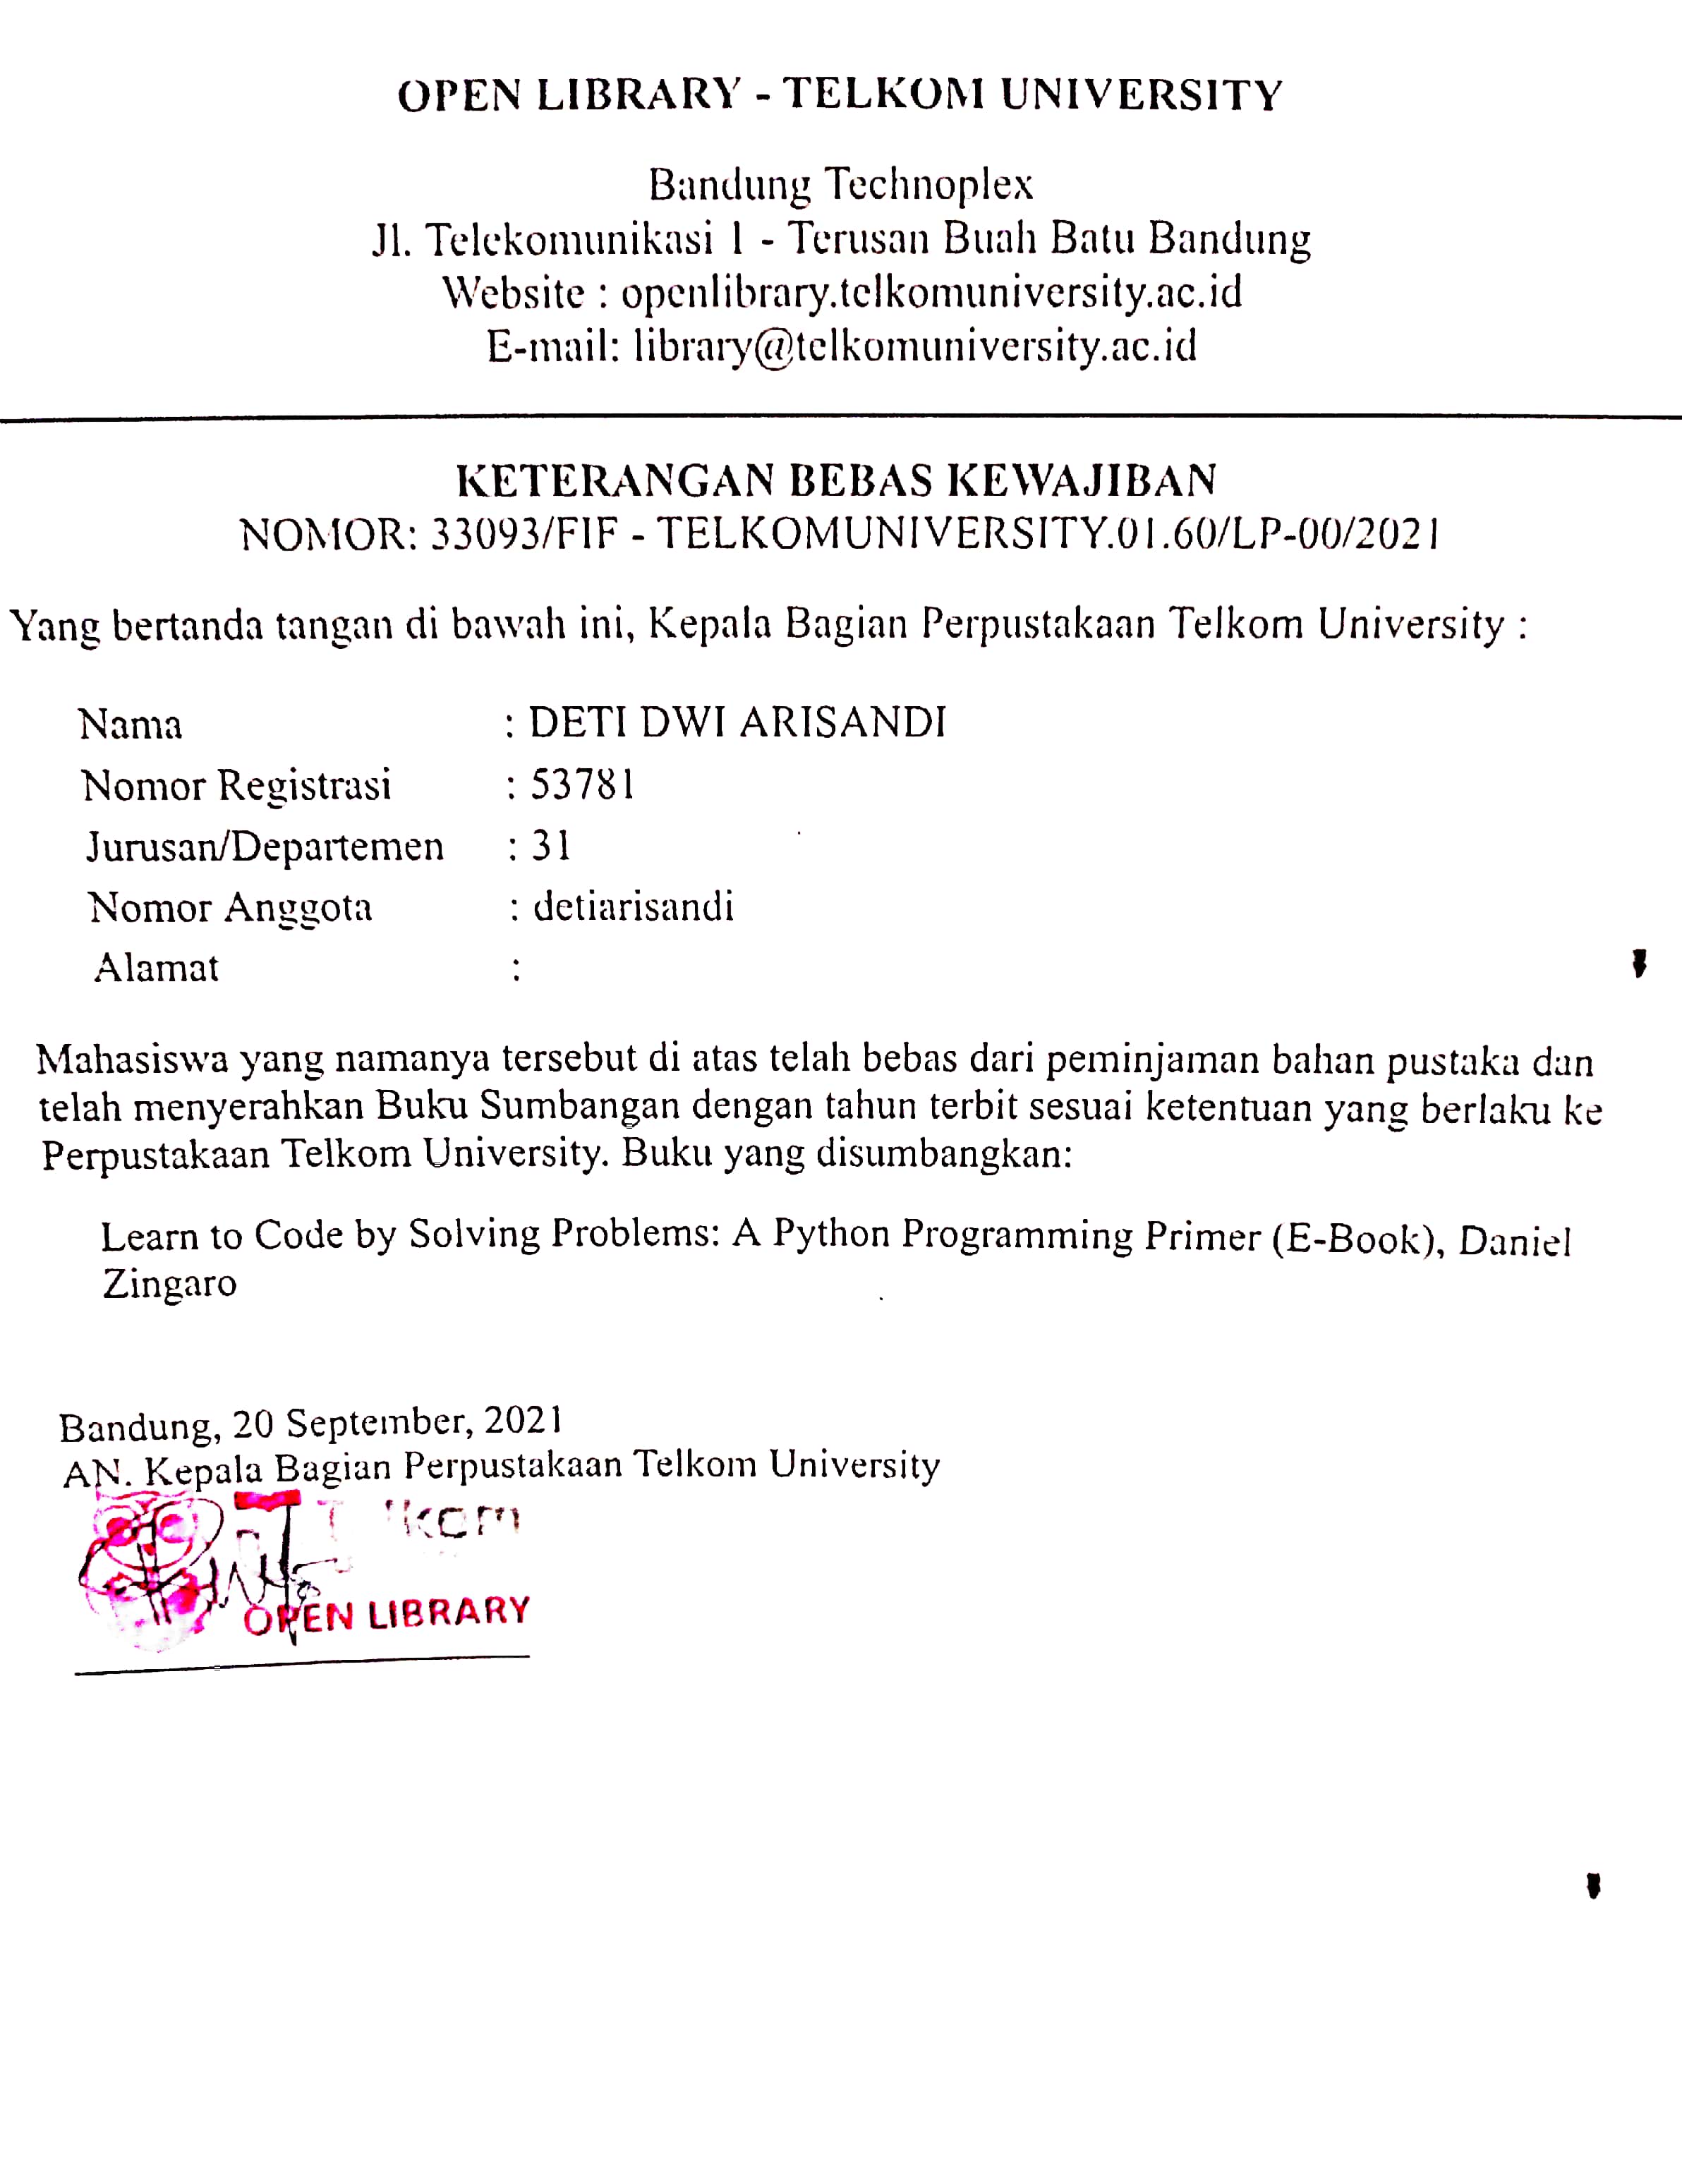 OPEN LIBRARY - TELKOM UNIVERSITY
Bandung Technoplex
Jl. Telekomunikasi 1 - Terusan Buah Batu Bandung
Website : openlibrary.telkomuniversity.ac.id
E-mail: library@telkomuniversity.ac.id
KETERANGAN BEBAS KEWAJIBAN
NOMOR: 33093/FIF - TELKOMUNIVERSITY.01.60/LP-00/2021
Yang bertanda tangan di bawah ini, Kepala Bagian Perpustakaan Telkom University :
Nama : DETI DWI ARISANDI
Nomor Registrasi : 53781
Jurusan/Departemen : 31
Nomor Anggota : detiarisandi
Alamat :
Mahasiswa yang namanya tersebut di atas telah bebas dari peminjaman bahan pustaka dan
telah menyerahkan Buku Sumbangan dengan tahun terbit sesuai ketentuan yang berlaku ke
Perpustakaan Telkom University. Buku yang disumbangkan:
Learn to Code by Solving Problems: A Python Programming Primer (E-Book), Daniel
Zingaro
Bandung, 20 September, 2021
AN. Kepala Bagian Perpustakaan Telkom University
OPEN LIBRARY